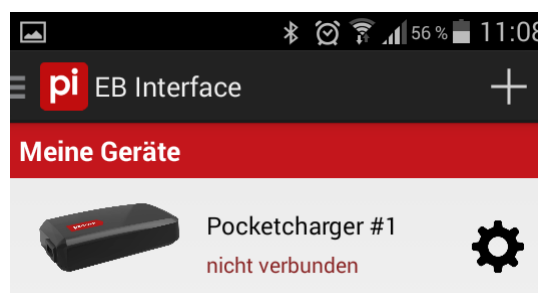 56 % 11:08
pi EB Interface
Meine Geräte
Pocketcharger #1
nicht verbunden